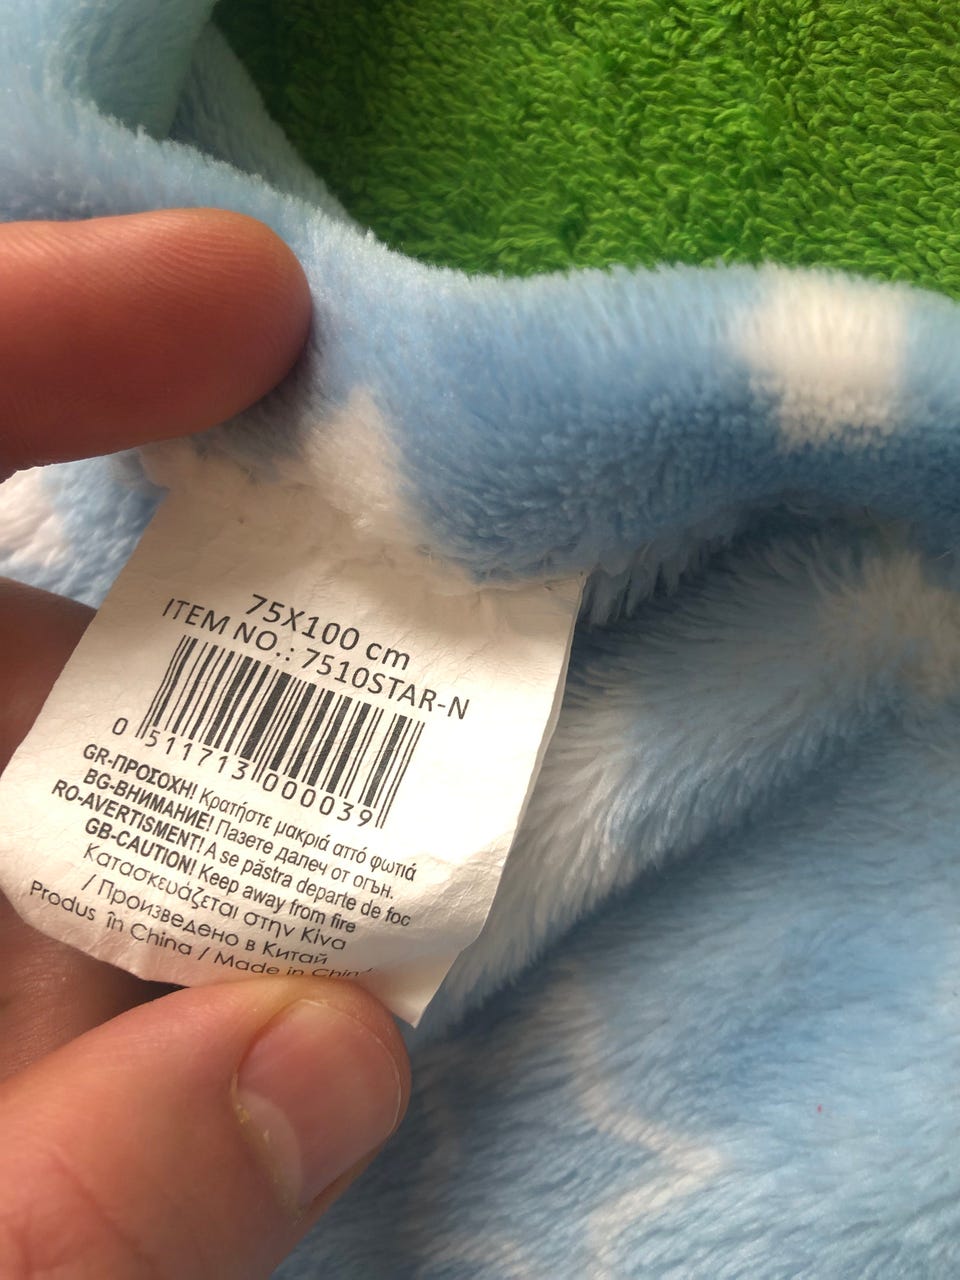 75X100 cm
ITEM NO.: 7510STAR-N
0 511713 000039
GR-ΠΡΟΣΟΧΗ! Κρατήστε μακριά αττό φωτιά
BG-ВНИМАНИЕ! Пазете далеч от огън.
RO-AVERTISMENT! A se păstra departe de foc
GB-CAUTION! Keep away from fire
Κατασκευάζεται στην Kiva
/ Произведено в Китай
Produs în China / Made in China